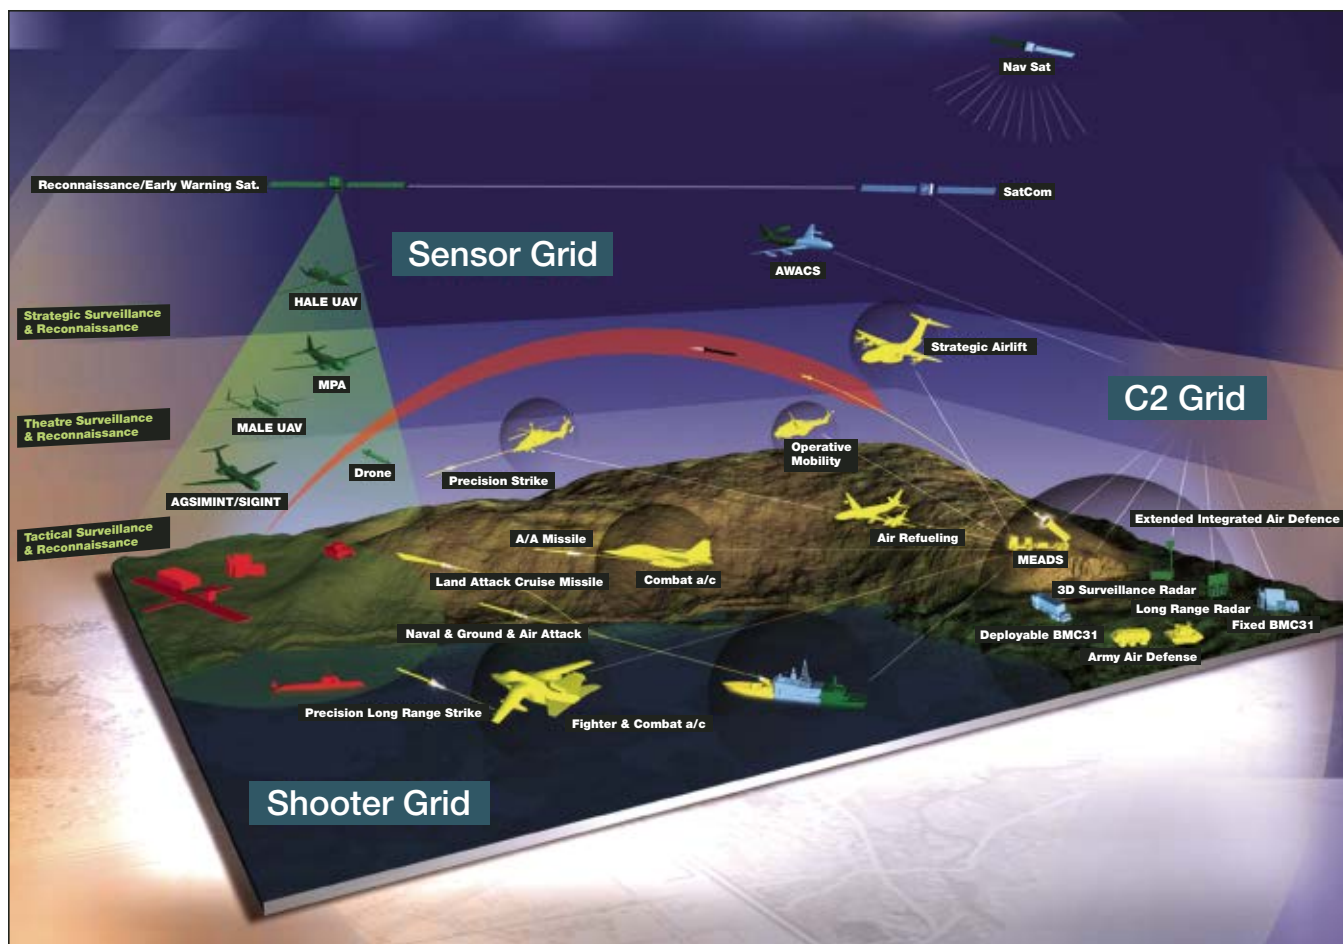 Nav Sat
Reconnaissance/Early Warning Sat.
SatCom
Sensor Grid
AWACS
HALE UAV
Strategic Surveillance
& Reconnaissance
Strategic Airlift
MPA
C2 Grid
Theatre Surveillance
& Reconnaissance
MALE UAV
Operative
Mobility
Drone
Precision Strike
AGSIMINT/SIGINT
Tactical Surveillance
& Reconnaissance
Extended Integrated Air Defence
A/A Missile
Air Refueling
MEADS
Land Attack Cruise Missile
Combat a/c
3D Surveillance Radar
Long Range Radar
Fixed BMC31
Naval & Ground & Air Attack
Deployable BMC31
Army Air Defense
Precision Long Range Strike
Fighter & Combat a/c
Shooter Grid